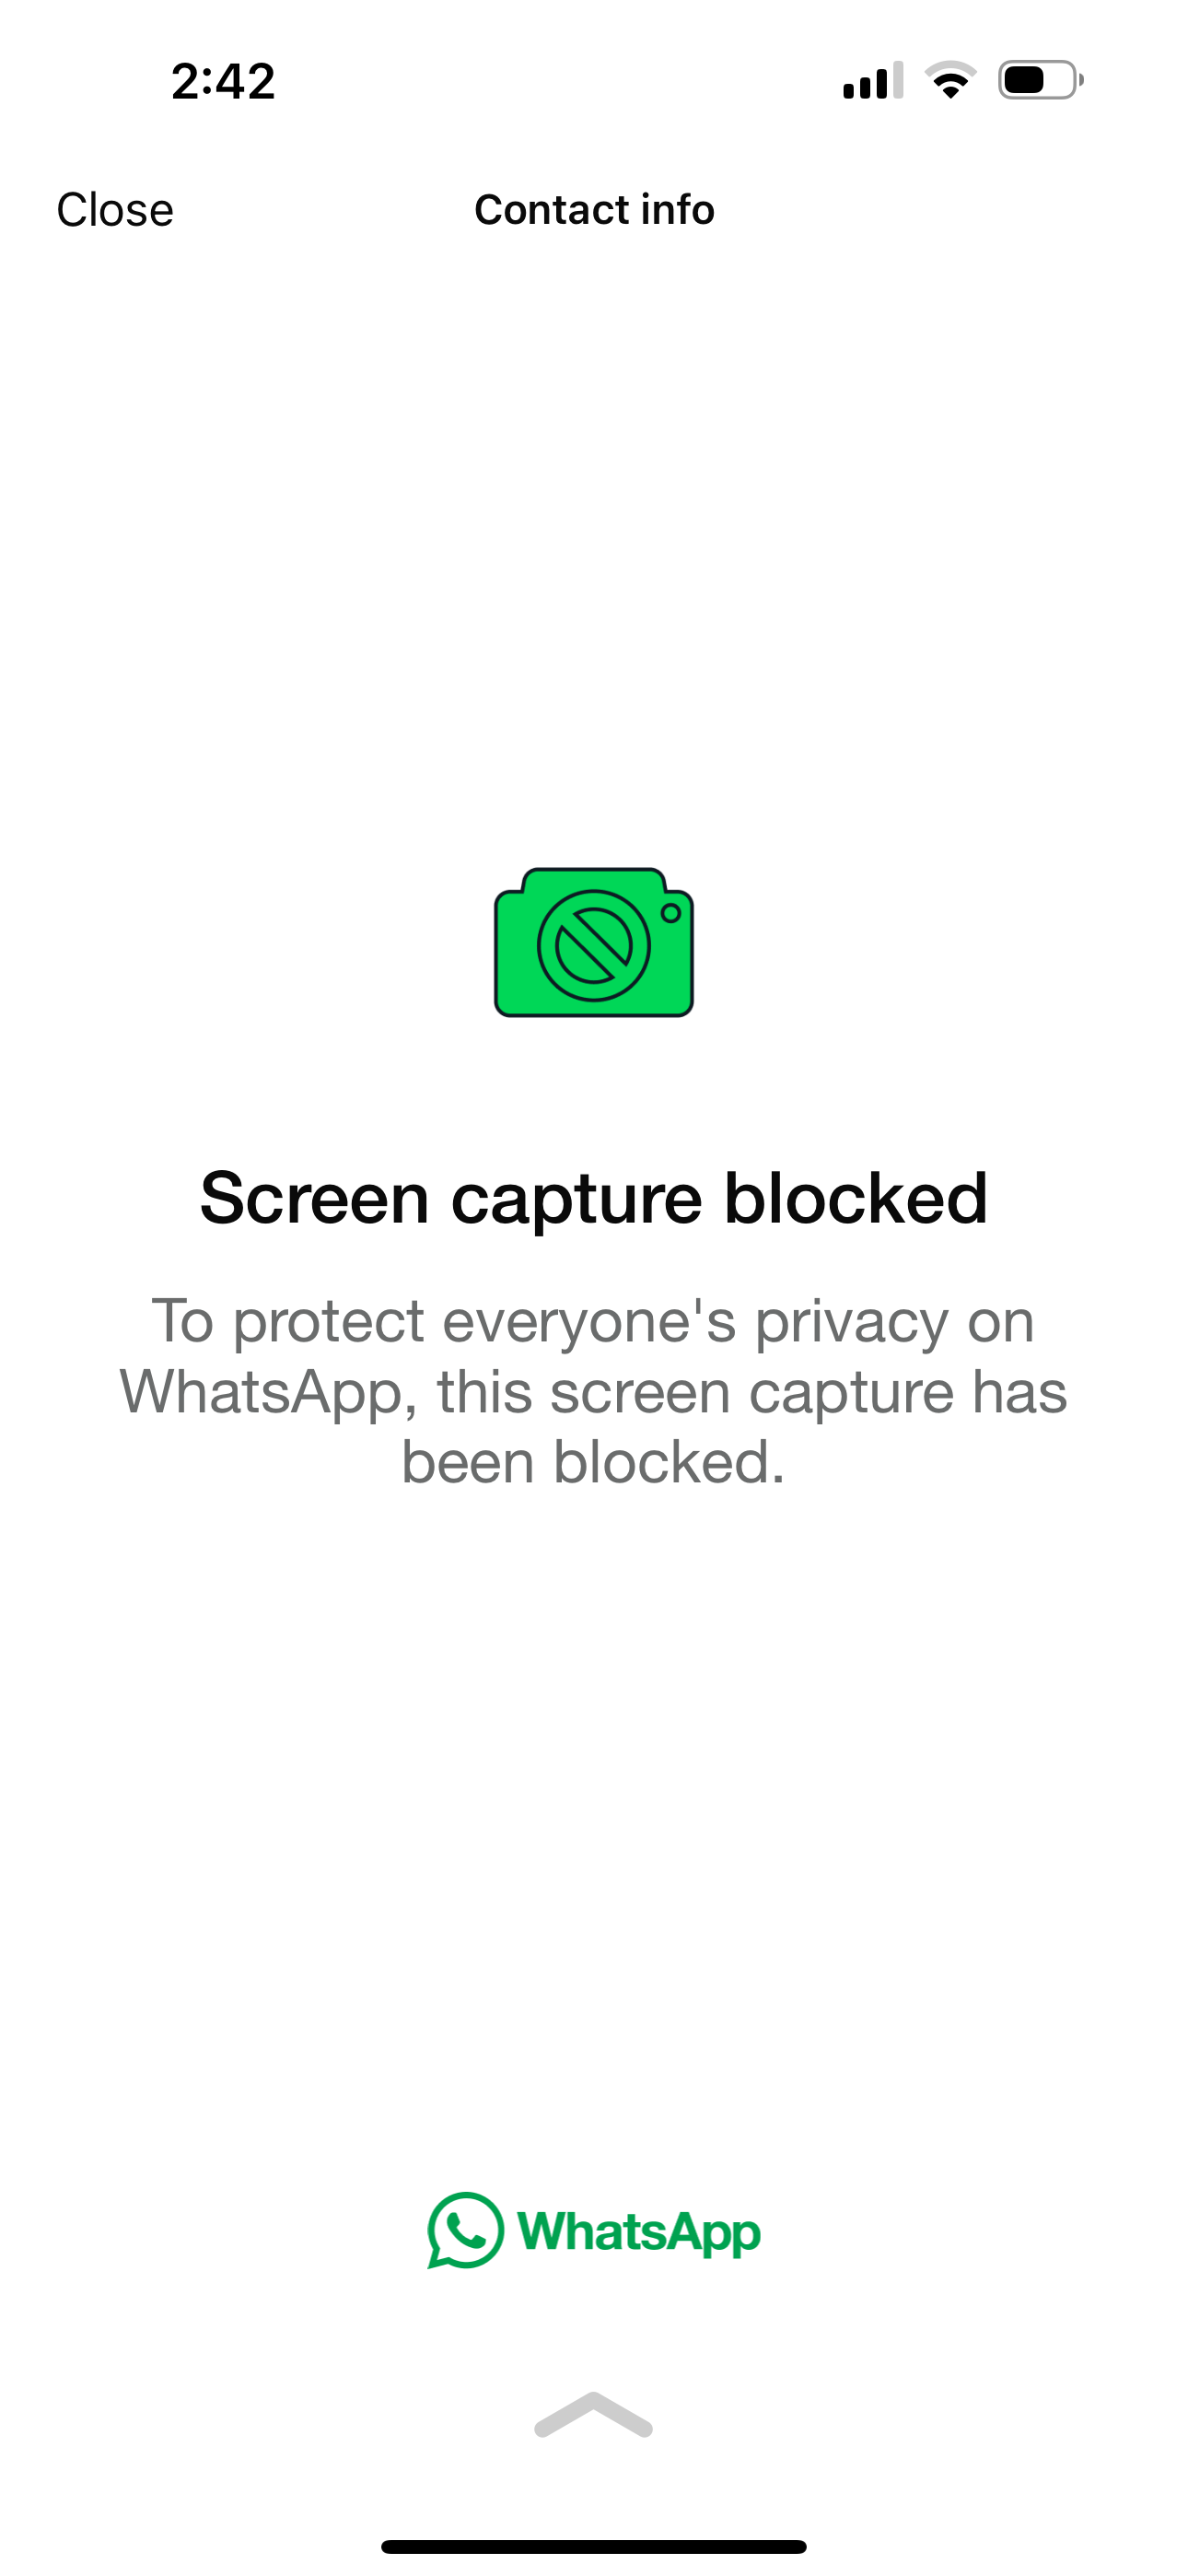 2:42
Close
Contact info
Screen capture blocked
To protect everyone's privacy on
WhatsApp, this screen capture has
been blocked.
WhatsApp